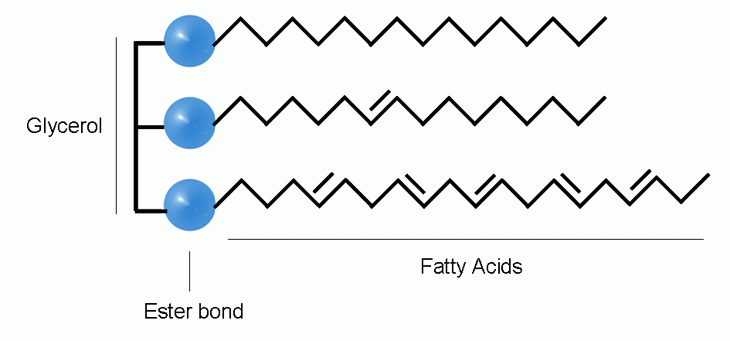 Glycerol
Fatty Acids
Ester bond